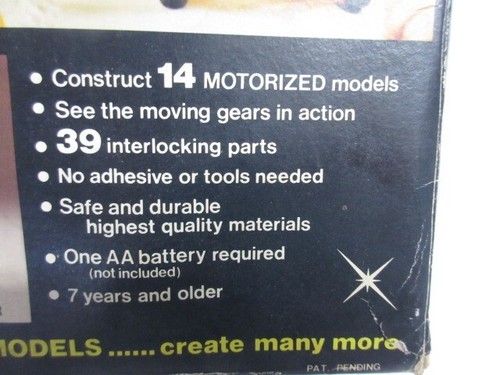 • Construct 14 MOTORIZED models
• See the moving gears in action
• 39 interlocking parts
• No adhesive or tools needed
• Safe and durable
highest quality materials
• One AA battery required
(not included)
• 7 years and older
MODELS ...... create many more
PAT. PENDING